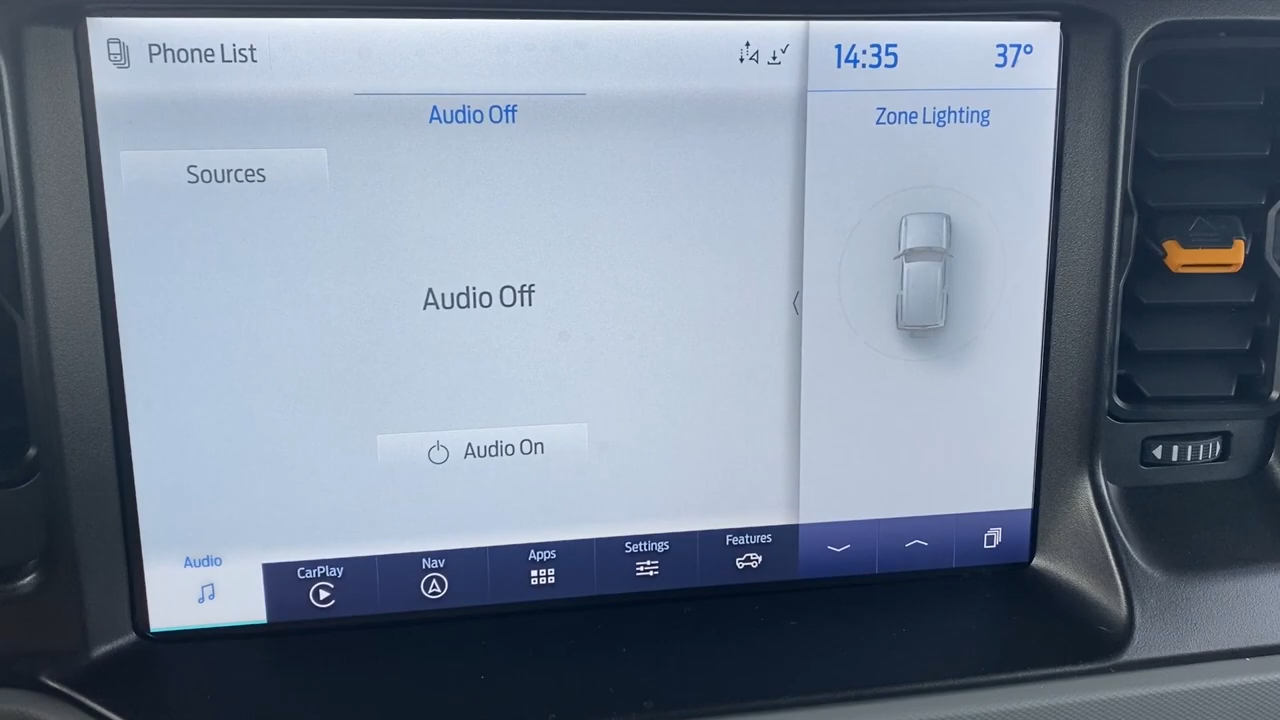 Phone List
14:35
37°
Audio Off
Zone Lighting
Sources
Audio Off
Audio On
Audio
CarPlay
Nav
Apps
Settings
Features